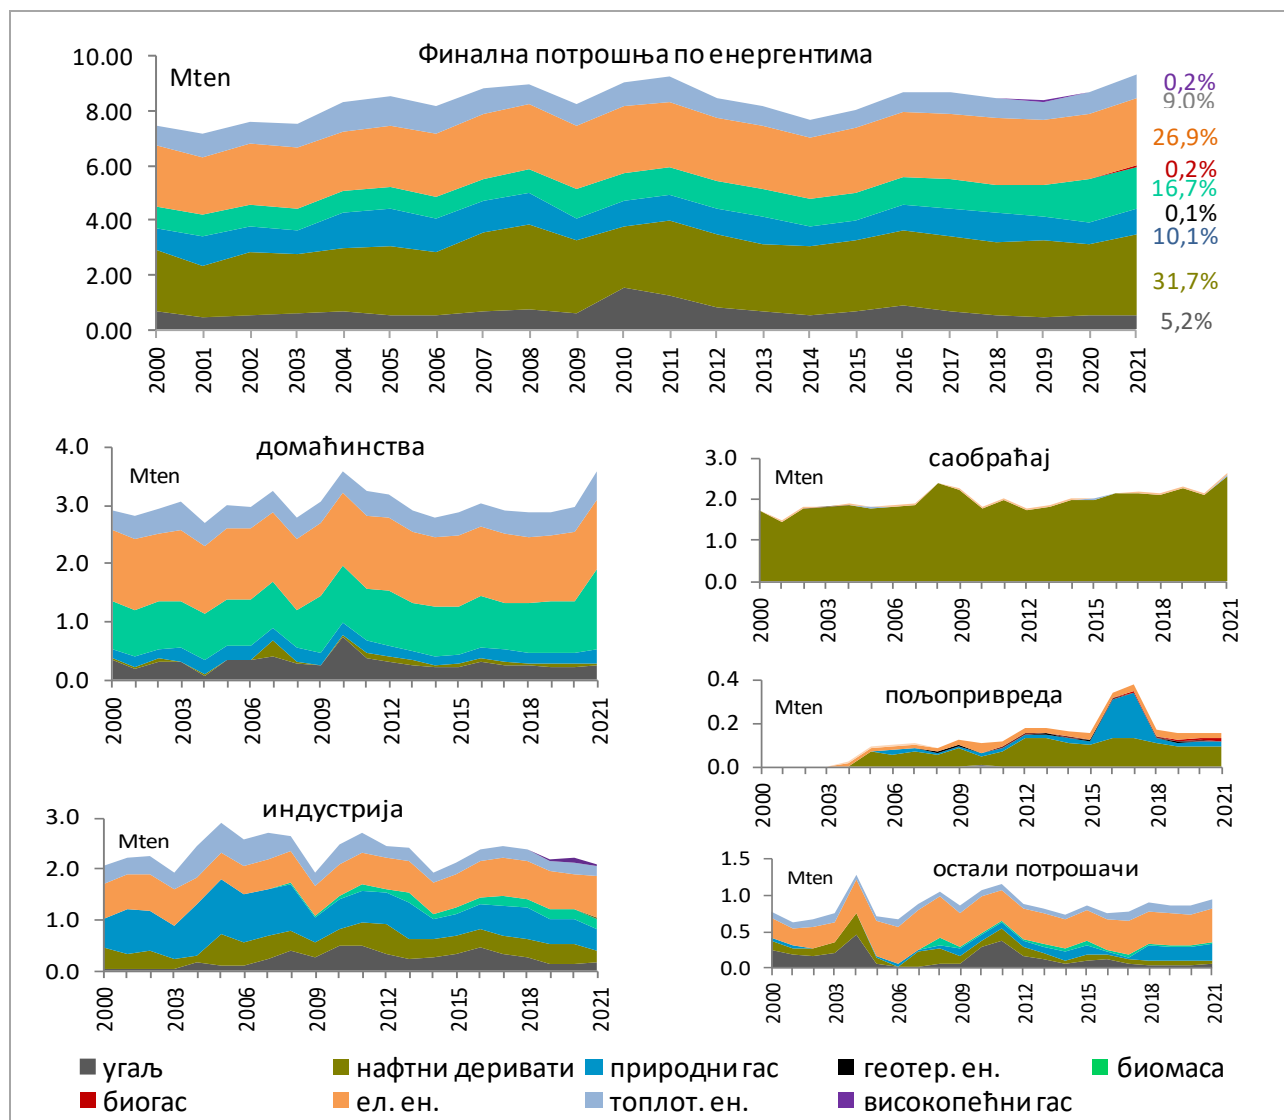 Финална потрошња по енергентима
Mten
10.00
8.00
6.00
4.00
2.00
0.00
0,2%
9.0%
26,9%
0.2%
16,7%
0.1%
10,1%
31,7%
5,2%
2000 2001 2002 2003 2004 2005 2006 2007 2008 2009 2010 2011 2012 2013 2014 2015 2016 2017 2018 2019 2020 2021
домаћинства
Mten
4.0
3.0
2.0
1.0
0.0
2000 2003 2006 2009 2012 2015 2018 2021
саобраћај
Mten
3.0
2.0
1.0
0.0
2000 2003 2006 2009 2012 2015 2018 2021
пољопривреда
Mten
0.4
0.2
0.0
2000 2003 2006 2009 2012 2015 2018 2021
индустрија
Mten
3.0
2.0
1.0
0.0
2000 2003 2006 2009 2012 2015 2018 2021
остали потрошачи
Mten
1.5
1.0
0.5
0.0
2000 2003 2006 2009 2012 2015 2018 2021
угаљ нафтни деривати природни гас геотер. ен. биомаса
биогас ел. ен. топлот. ен. високопећни гас